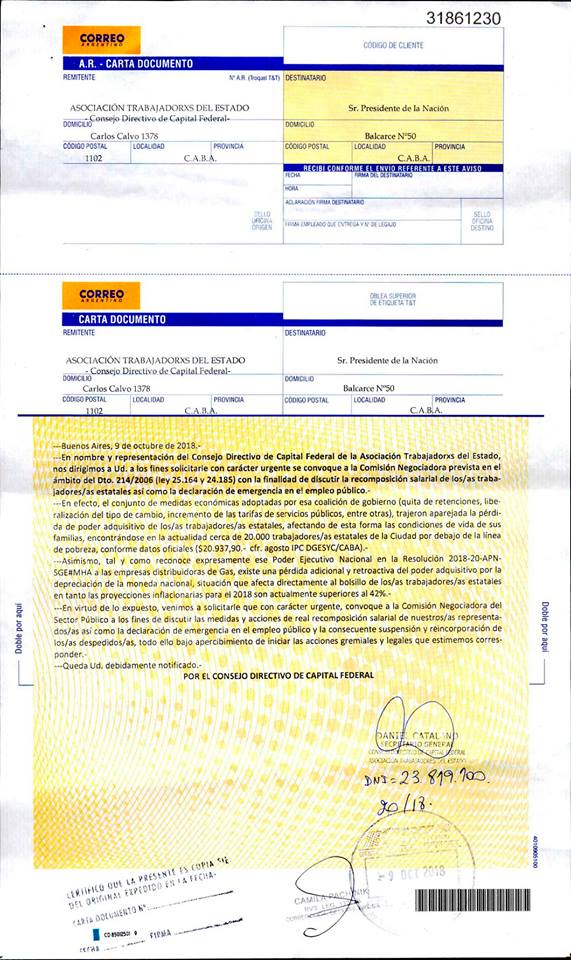 31861230
CORREO
ARGENTINO
CÓDIGO DE CLIENTE
A.R. - CARTA DOCUMENTO
REMITENTE
Nº A.R. (Troquel T&T)
DESTINATARIO
ASOCIACIÓN TRABAJADORXS DEL ESTADO
- Consejo Directivo de Capital Federal-
Sr. Presidente de la Nación
DOMICILIO
Carlos Calvo 1378
DOMICILIO
Balcarce Nº50
CÓDIGO POSTAL LOCALIDAD PROVINCIA
1102 C.A.B.A.
CÓDIGO POSTAL LOCALIDAD PROVINCIA
C.A.B.A.
RECIBÍ CONFORME EL ENVÍO REFERENTE A ESTE AVISO
FECHA FIRMA DEL DESTINATARIO
HORA
ACLARACIÓN FIRMA DESTINATARIO
SELLO
OFICINA
ORIGEN
FIRMA EMPLEADO QUE ENTREGA Y Nº DE LEGAJO
SELLO
OFICINA
DESTINO
CORREO
ARGENTINO
OBLEA SUPERIOR
DE ETIQUETA T&T
CARTA DOCUMENTO
REMITENTE
DESTINATARIO
ASOCIACIÓN TRABAJADORXS DEL ESTADO
- Consejo Directivo de Capital Federal-
Sr. Presidente de la Nación
DOMICILIO
Carlos Calvo 1378
DOMICILIO
Balcarce Nº50
CÓDIGO POSTAL LOCALIDAD PROVINCIA
1102 C.A.B.A.
CÓDIGO POSTAL LOCALIDAD PROVINCIA
C.A.B.A.
---Buenos Aires, 9 de octubre de 2018.-
---En nombre y representación del Consejo Directivo de Capital Federal de la Asociación Trabajadorxs del Estado,
nos dirigimos a Ud. a los fines solicitarle con carácter urgente se convoque a la Comisión Negociadora prevista en el
ámbito del Dto. 214/2006 (ley 25.164 y 24.185) con la finalidad de discutir la recomposición salarial de los/as traba-
jadores/as estatales así como la declaración de emergencia en el empleo público.-
---En efecto, el conjunto de medidas económicas adoptadas por esa coalición de gobierno (quita de retenciones, libe-
ralización del tipo de cambio, incremento de las tarifas de servicios públicos, entre otras), trajeron aparejada la pérdi-
da de poder adquisitivo de los/as trabajadores/as estatales, afectando de esta forma las condiciones de vida de sus
familias, encontrándose en la actualidad cerca de 20.000 trabajadores/as estatales de la Ciudad por debajo de la línea
de pobreza, conforme datos oficiales ($20.937,90.- cfr. agosto IPC DGESYC/CABA).-
---Asimismo, tal y como reconoce expresamente ese Poder Ejecutivo Nacional en la Resolución 2018-20-APN-
SGE#MHA a las empresas distribuidoras de Gas, existe una pérdida adicional y retroactiva del poder adquisitivo por la
depreciación de la moneda nacional, situación que afecta directamente al bolsillo de los/as trabajadores/as estatales
en tanto las proyecciones inflacionarias para el 2018 son actualmente superiores al 42%.-
---En virtud de lo expuesto, venimos a solicitarle que con carácter urgente, convoque a la Comisión Negociadora del
Sector Público a los fines de discutir las medidas y acciones de real recomposición salarial de nuestros/as representa-
dos/as así como la declaración de emergencia en el empleo público y la consecuente suspensión y reincorporación de
los/as despedidos/as, todo ello bajo apercibimiento de iniciar las acciones gremiales y legales que estimemos corres-
ponder.---
---Queda Ud. debidamente notificado.-
POR EL CONSEJO DIRECTIVO DE CAPITAL FEDERAL
Doble por aquí
Doble por aquí
DANIEL CATALANO
SECRETARIO GENERAL
CONSEJO DIRECTIVO DE CAPITAL FEDERAL
ASOCIACIÓN TRABAJADORES DEL ESTADO
DNI = 23.819.700.
20/18.
9 OCT 2018
CERTIFICO QUE LA PRESENTE ES COPIA FIEL
DEL ORIGINAL EXPEDIDO EN LA FECHA-
CARTA DOCUMENTO Nº
FECHA FIRMA
CAMILA